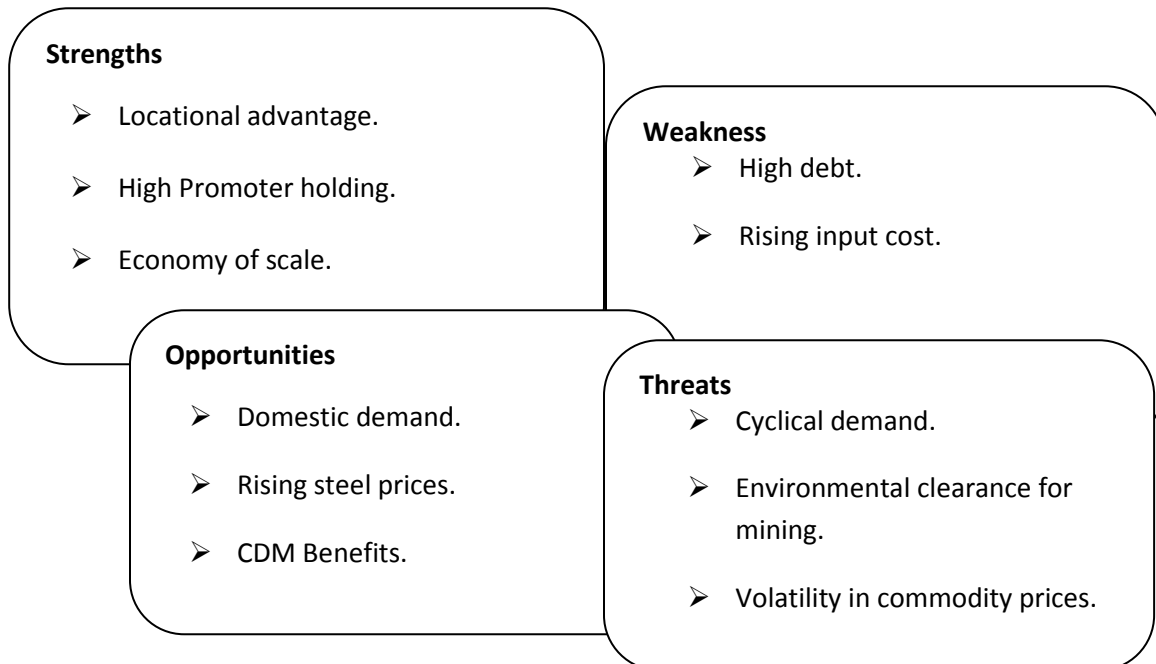 Strengths
➢ Locational advantage.
➢ High Promoter holding.
➢ Economy of scale.
Weakness
➢ High debt.
➢ Rising input cost.
Opportunities
➢ Domestic demand.
➢ Rising steel prices.
➢ CDM Benefits.
Threats
➢ Cyclical demand.
➢ Environmental clearance for
mining.
➢ Volatility in commodity prices.